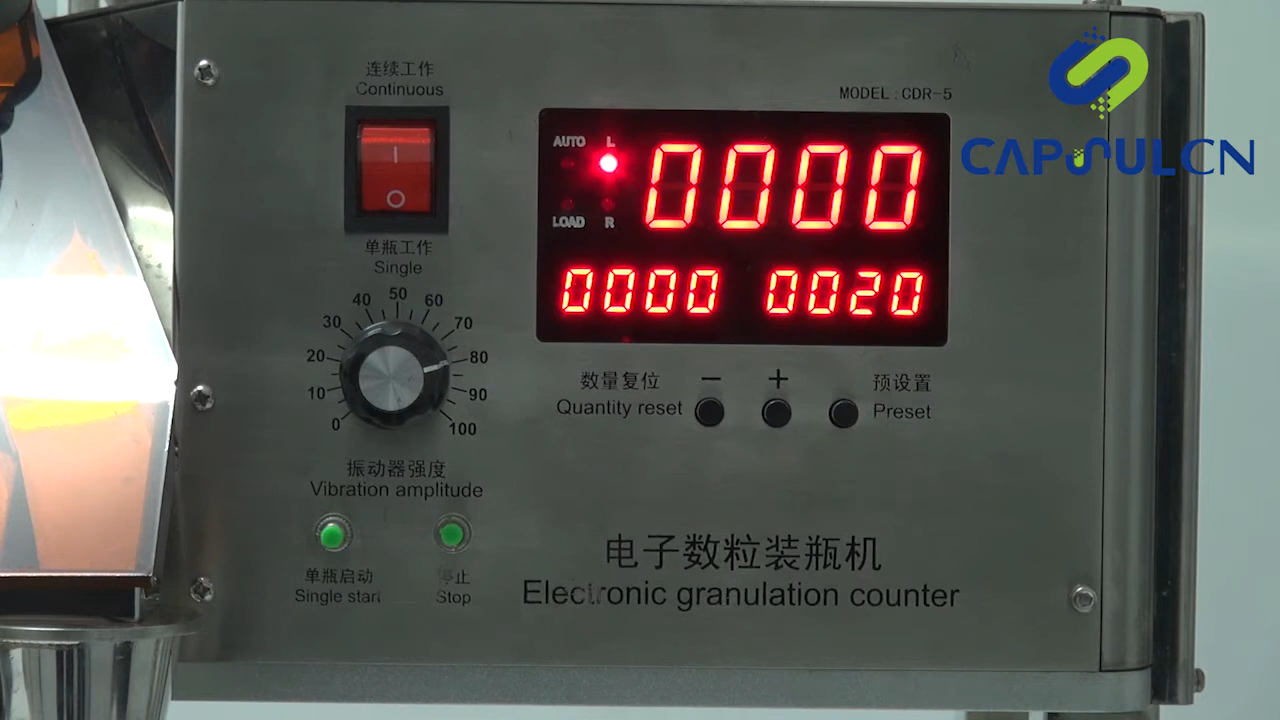 连续工作
Continuous
MODEL:CDR-5
CAPSULCN
AUTO L
0000
LOAD R
0000 0020
单瓶工作
Single
0 10 20 30 40 50 60 70 80 90 100
振动器强度
Vibration amplitude
数量复位 − + 预设置
Quantity reset Preset
单瓶启动 停止
Single start Stop
电子数粒装瓶机
Electronic granulation counter